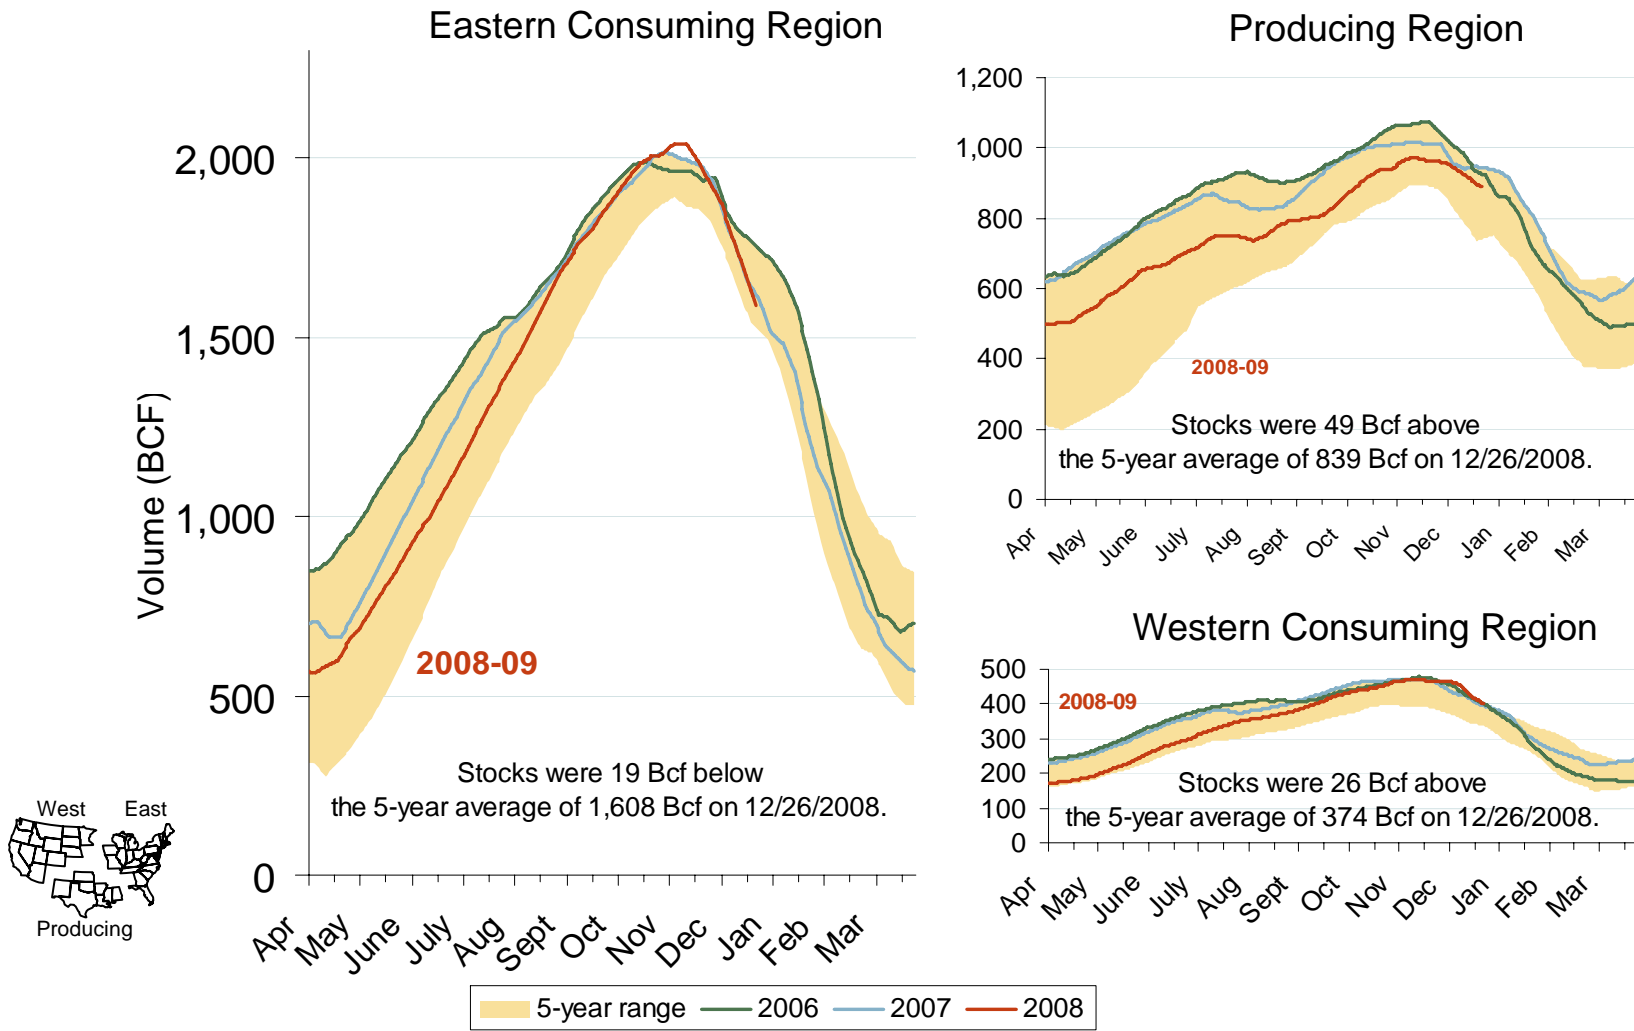 Eastern Consuming Region
Volume (BCF)
2,000
1,500
1,000
500
0
2008-09
Stocks were 19 Bcf below
the 5-year average of 1,608 Bcf on 12/26/2008.
Apr May June July Aug Sept Oct Nov Dec Jan Feb Mar
Producing Region
1,200
1,000
800
600
400
200
0
2008-09
Stocks were 49 Bcf above
the 5-year average of 839 Bcf on 12/26/2008.
Apr May June July Aug Sept Oct Nov Dec Jan Feb Mar
Western Consuming Region
500
400
300
200
100
0
2008-09
Stocks were 26 Bcf above
the 5-year average of 374 Bcf on 12/26/2008.
Apr May June July Aug Sept Oct Nov Dec Jan Feb Mar
West East
Producing
5-year range 2006 2007 2008